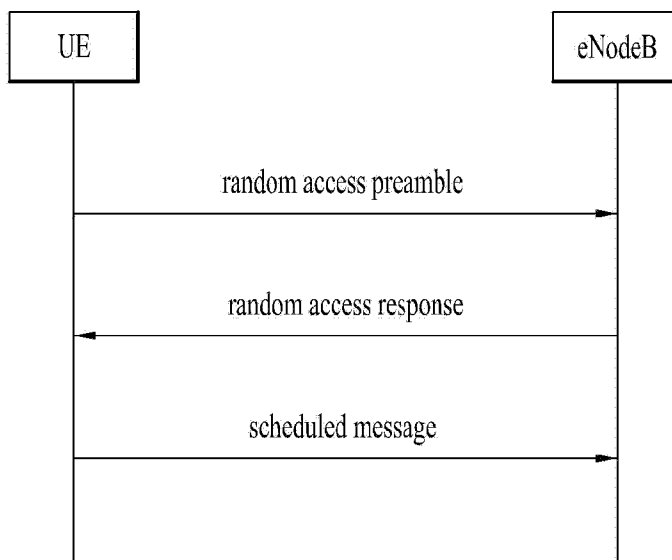 UE
eNodeB
random access preamble
random access response
scheduled message